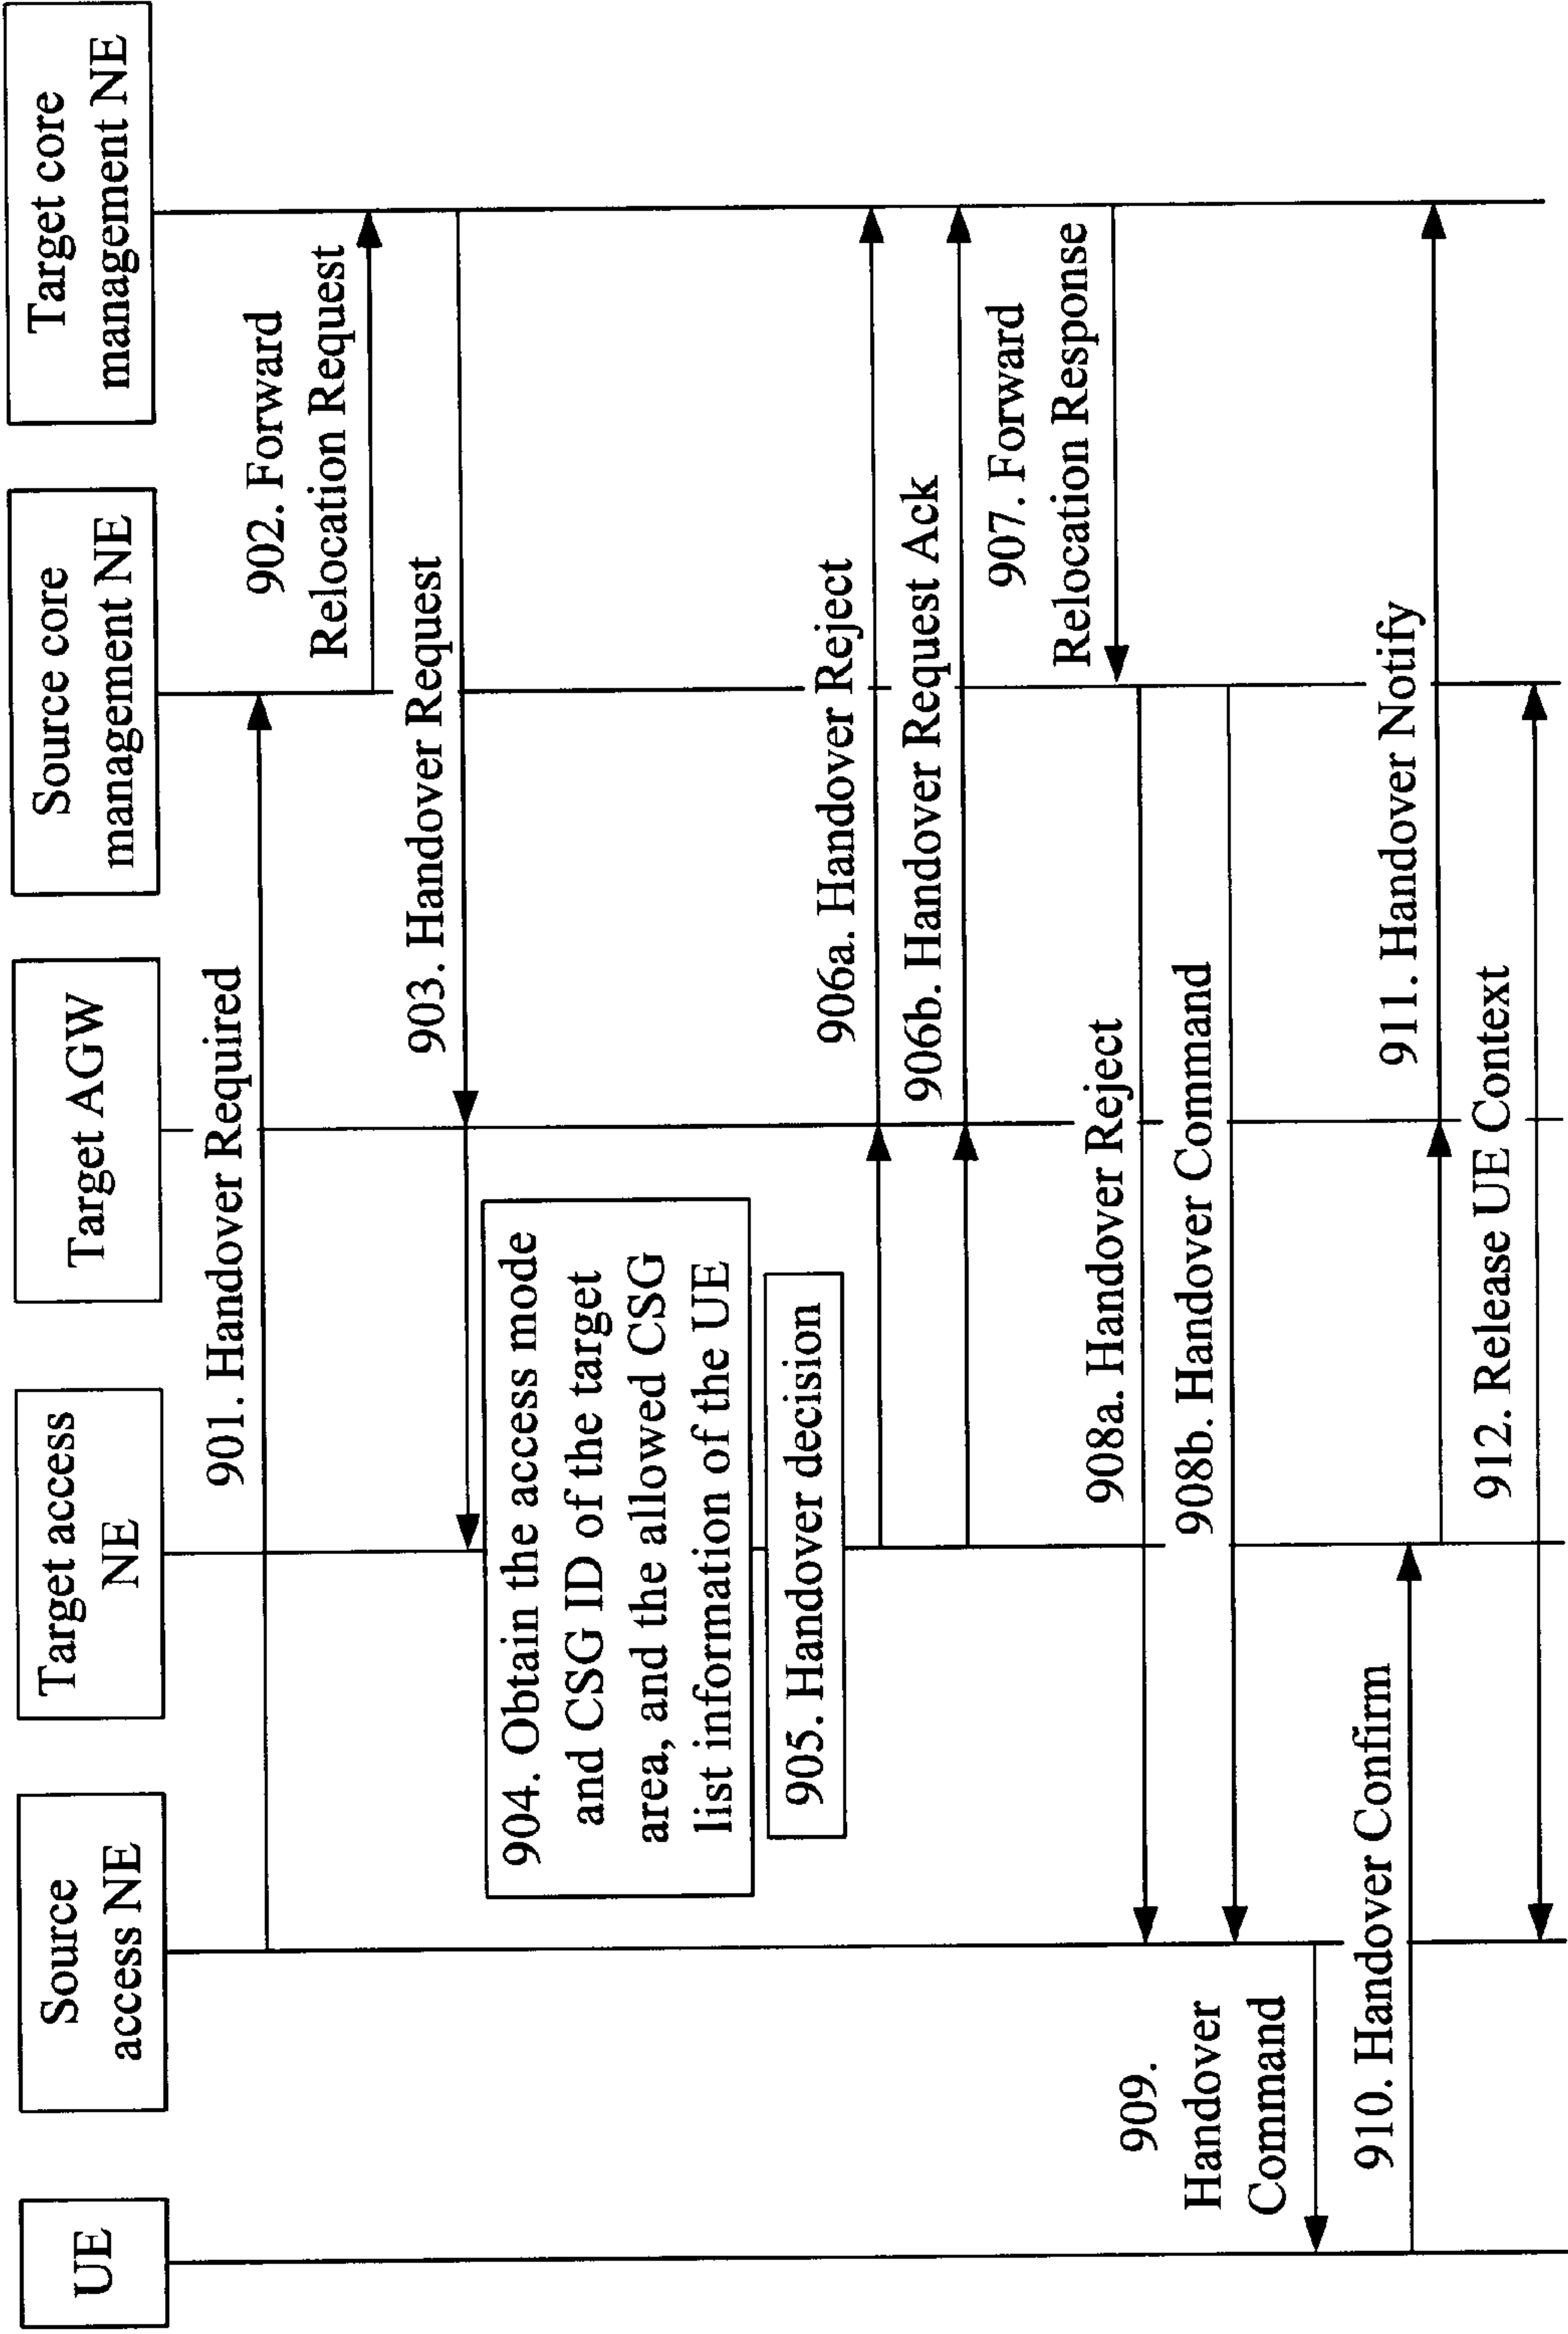 UE
Source
access NE
Target access
NE
Target AGW
Source core
management NE
Target core
management NE
901. Handover Required
902. Forward
Relocation Request
903. Handover Request
904. Obtain the access mode
and CSG ID of the target
area, and the allowed CSG
list information of the UE
905. Handover decision
906a. Handover Reject
906b. Handover Request Ack
907. Forward
Relocation Response
908a. Handover Reject
908b. Handover Command
909.
Handover
Command
910. Handover Confirm
911. Handover Notify
912. Release UE Context